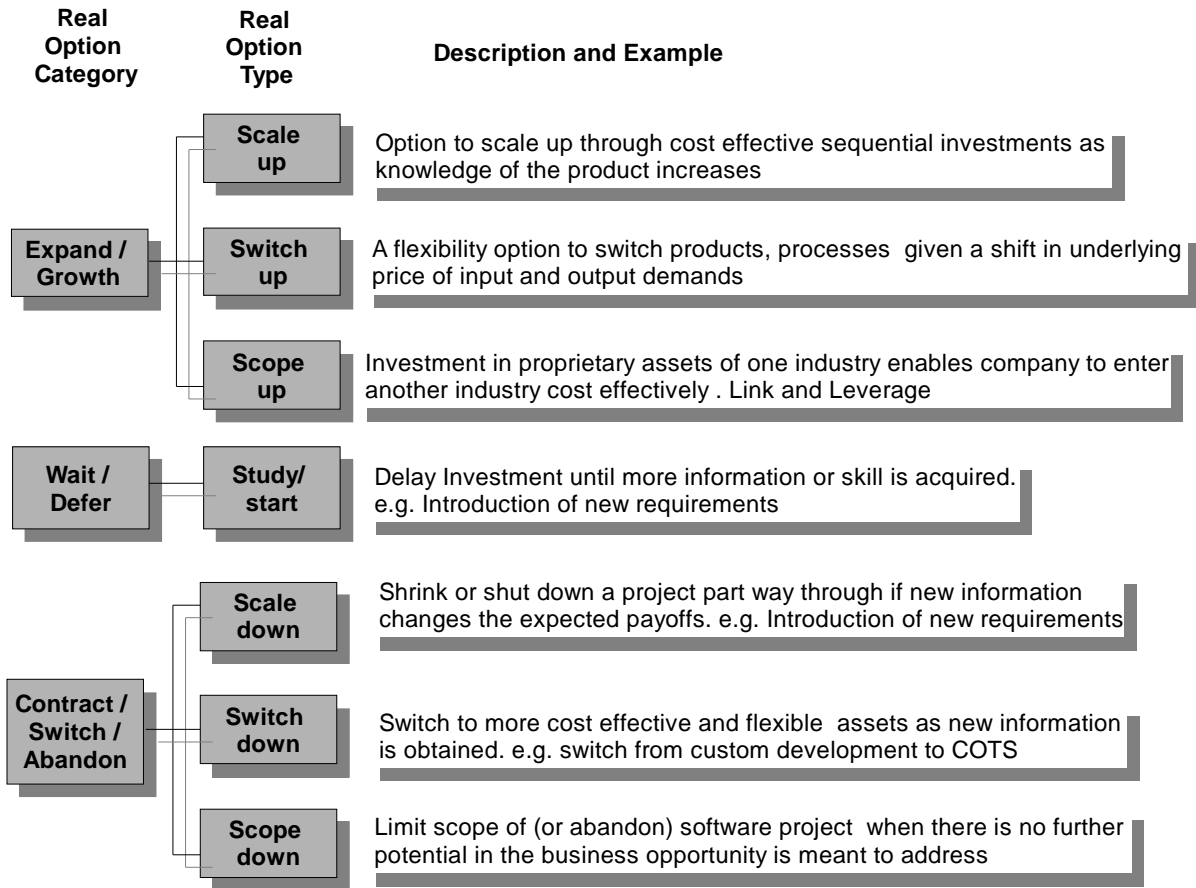 Real
Option
Category
Real
Option
Type
Description and Example
Expand /
Growth
Scale
up
Option to scale up through cost effective sequential investments as
knowledge of the product increases
Switch
up
A flexibility option to switch products, processes given a shift in underlying
price of input and output demands
Scope
up
Investment in proprietary assets of one industry enables company to enter
another industry cost effectively . Link and Leverage
Wait /
Defer
Study/
start
Delay Investment until more information or skill is acquired.
e.g. Introduction of new requirements
Contract /
Switch /
Abandon
Scale
down
Shrink or shut down a project part way through if new information
changes the expected payoffs. e.g. Introduction of new requirements
Switch
down
Switch to more cost effective and flexible assets as new information
is obtained. e.g. switch from custom development to COTS
Scope
down
Limit scope of (or abandon) software project when there is no further
potential in the business opportunity is meant to address